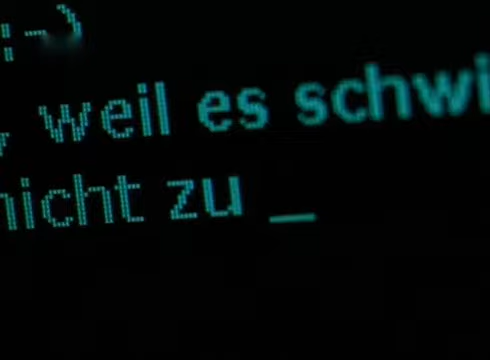 :-)
, weil es schwi
nicht zu _